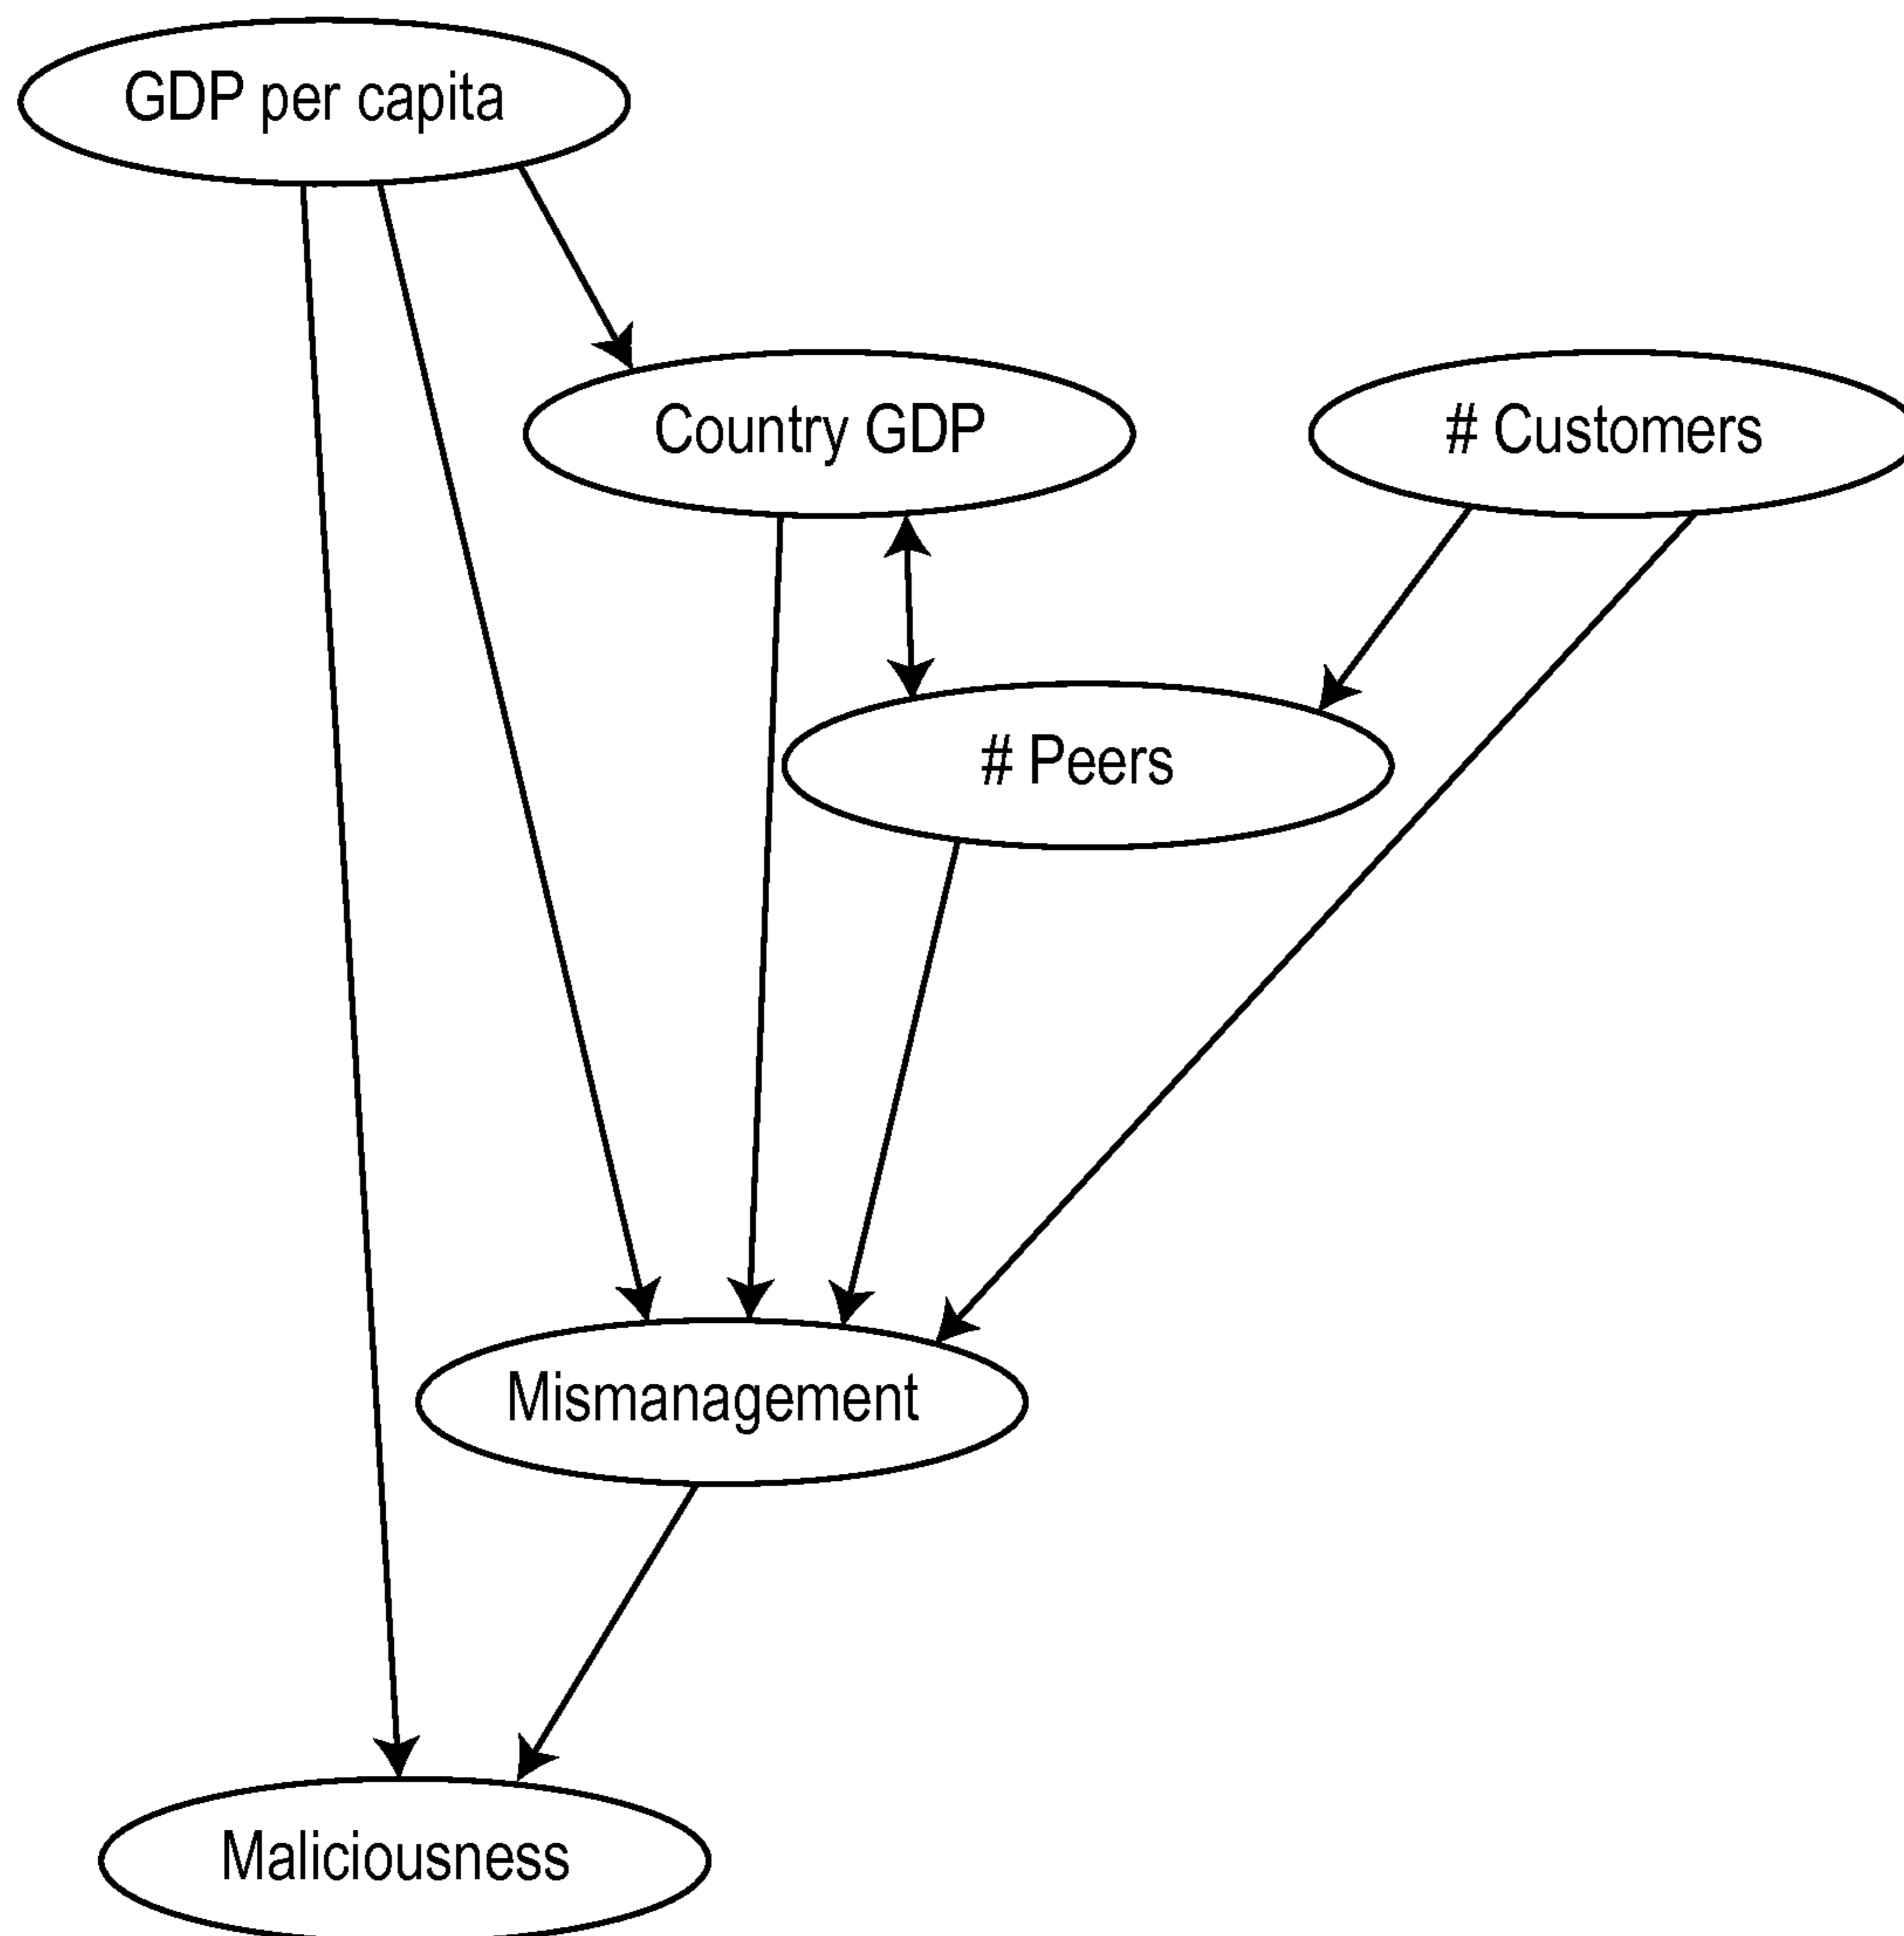 GDP per capita
Country GDP
# Customers
# Peers
Mismanagement
Maliciousness